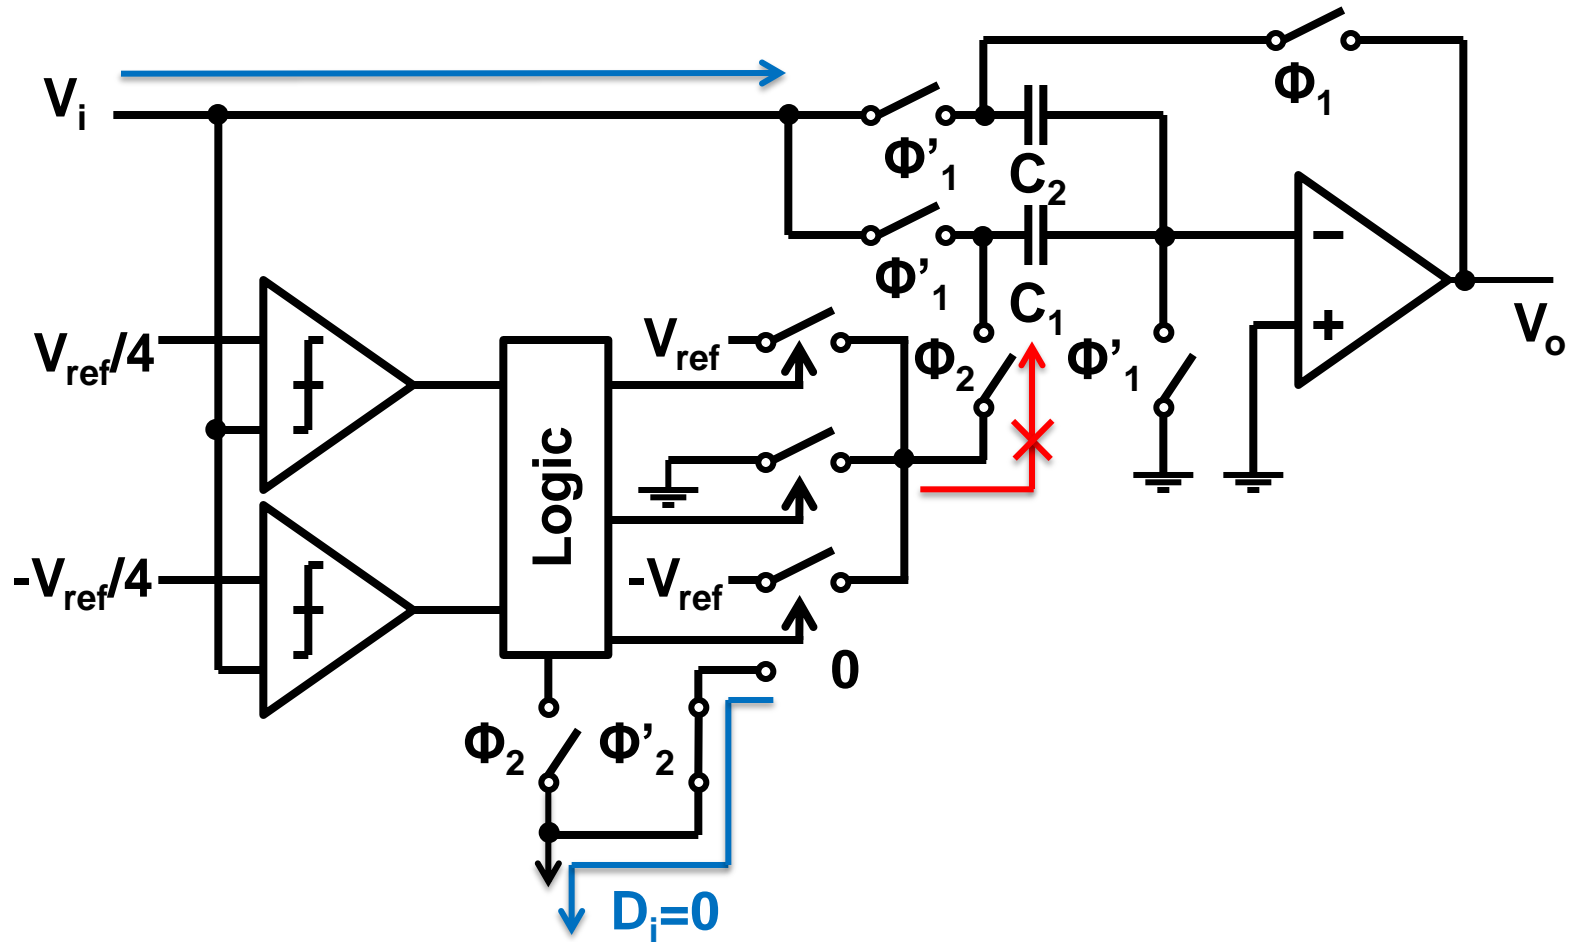 Vi
Φ1
Φ'1
C2
Φ'1
C1
Vref/4
Vref
Φ2
Φ'1
−
+
Vo
Logic
-Vref/4
-Vref
0
Φ2
Φ'2
Di=0